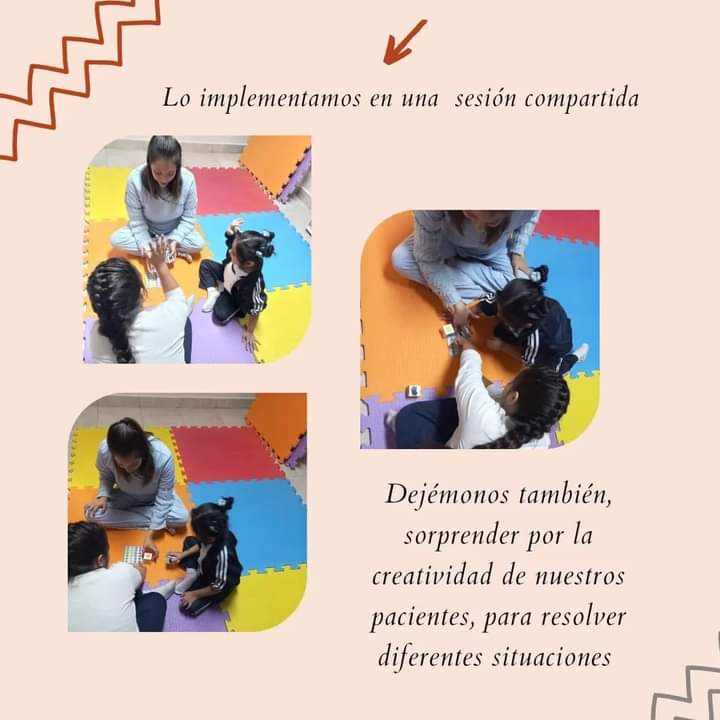 Lo implementamos en una sesión compartida
Dejémonos también,
sorprender por la
creatividad de nuestros
pacientes, para resolver
diferentes situaciones